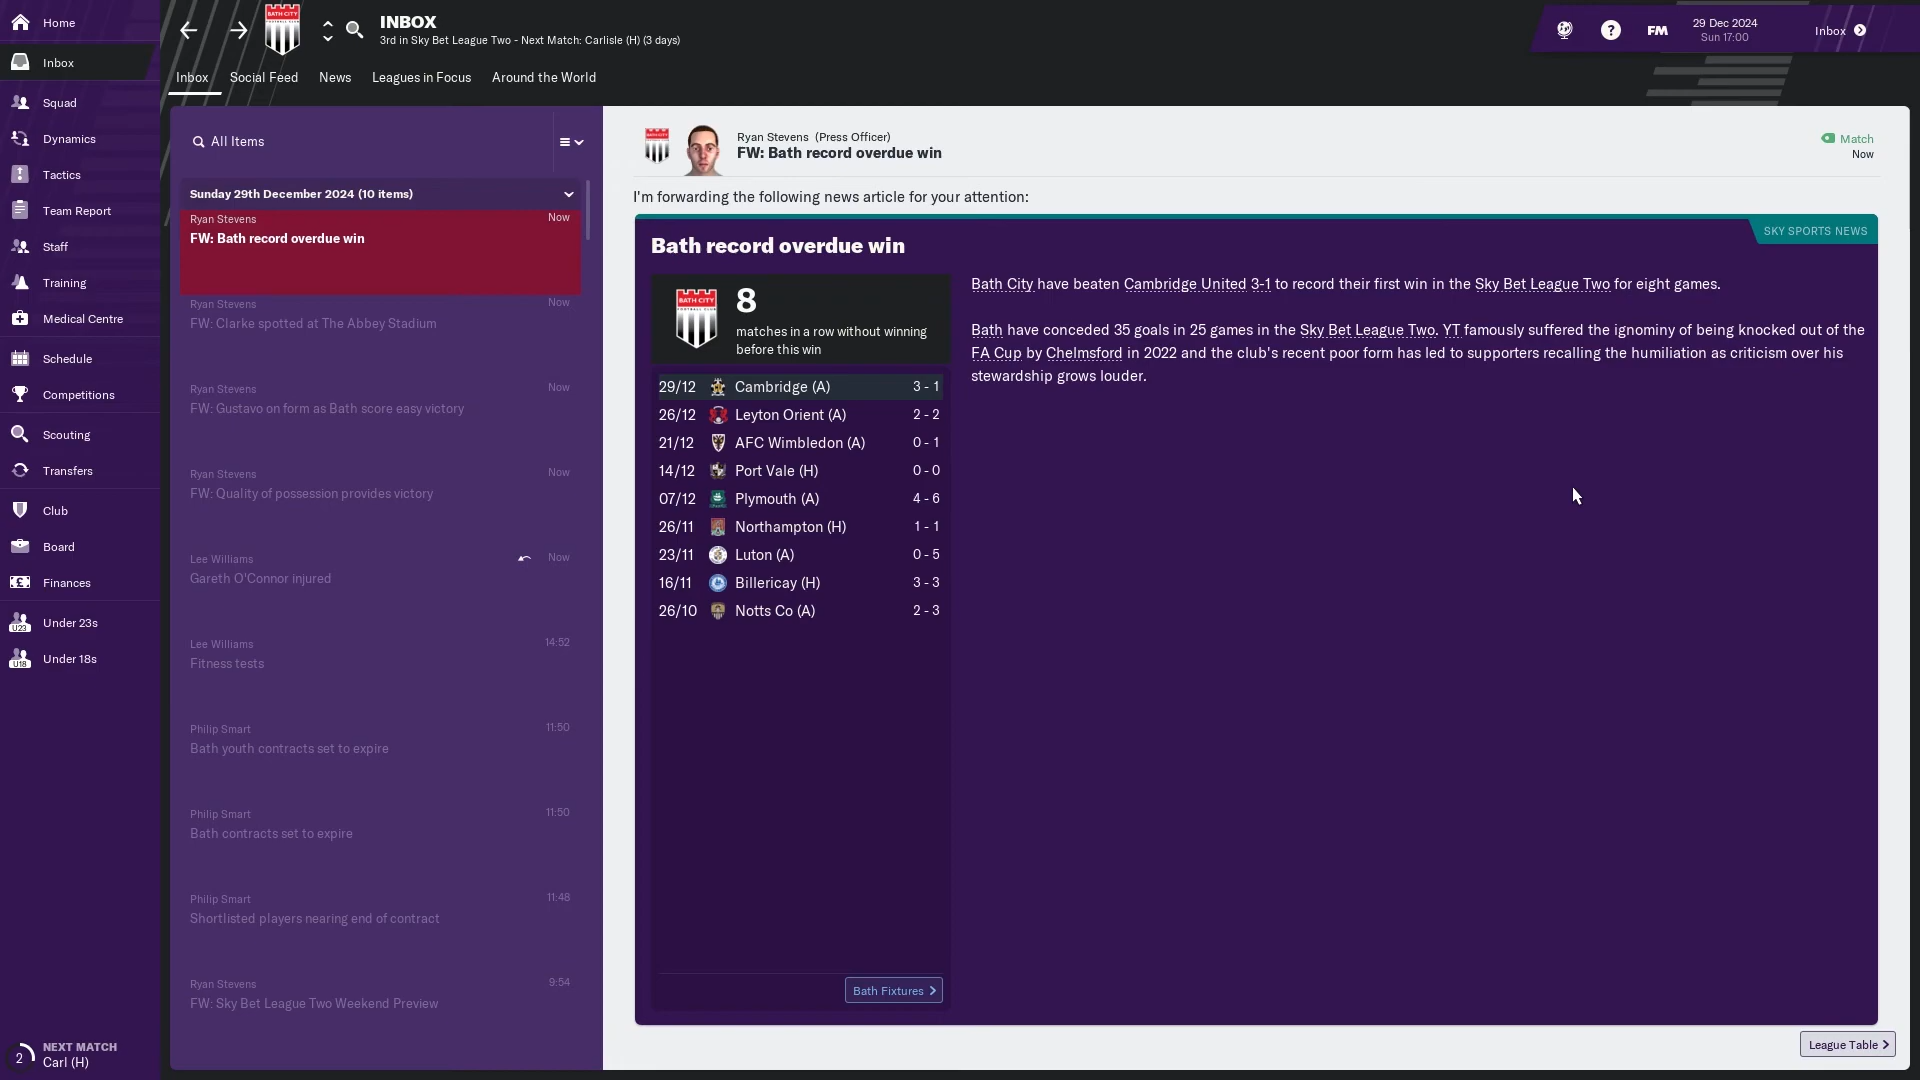 Home
Inbox
Squad
Dynamics
Tactics
Team Report
Staff
Training
Medical Centre
Schedule
Competitions
Scouting
Transfers
Club
Board
Finances
U23
Under 23s
U18
Under 18s
2
NEXT MATCH
Carl (H)
BATH CITY
INBOX
3rd in Sky Bet League Two - Next Match: Carlisle (H) (3 days)
?
FM
29 Dec 2024
Sun 17:00
Inbox
Inbox Social Feed News Leagues in Focus Around the World
All Items
Sunday 29th December 2024 (10 items)
Ryan Stevens Now
FW: Bath record overdue win
Ryan Stevens Now
FW: Clarke spotted at The Abbey Stadium
Ryan Stevens Now
FW: Gustavo on form as Bath score easy victory
Ryan Stevens Now
FW: Quality of possession provides victory
Lee Williams Now
Gareth O'Connor injured
Lee Williams 14:52
Fitness tests
Philip Smart 11:50
Bath youth contracts set to expire
Philip Smart 11:50
Bath contracts set to expire
Philip Smart 11:48
Shortlisted players nearing end of contract
Ryan Stevens 9:54
FW: Sky Bet League Two Weekend Preview
BATH CITY
Ryan Stevens (Press Officer)
FW: Bath record overdue win
Match
Now
I'm forwarding the following news article for your attention:
SKY SPORTS NEWS
Bath record overdue win
BATH CITY
8
matches in a row without winning
before this win
29/12 Cambridge (A) 3 - 1
26/12 Leyton Orient (A) 2 - 2
21/12 AFC Wimbledon (A) 0 - 1
14/12 Port Vale (H) 0 - 0
07/12 Plymouth (A) 4 - 6
26/11 Northampton (H) 1 - 1
23/11 Luton (A) 0 - 5
16/11 Billericay (H) 3 - 3
26/10 Notts Co (A) 2 - 3
Bath Fixtures
Bath City have beaten Cambridge United 3-1 to record their first win in the Sky Bet League Two for eight games.
Bath have conceded 35 goals in 25 games in the Sky Bet League Two. YT famously suffered the ignominy of being knocked out of the
FA Cup by Chelmsford in 2022 and the club's recent poor form has led to supporters recalling the humiliation as criticism over his
stewardship grows louder.
League Table